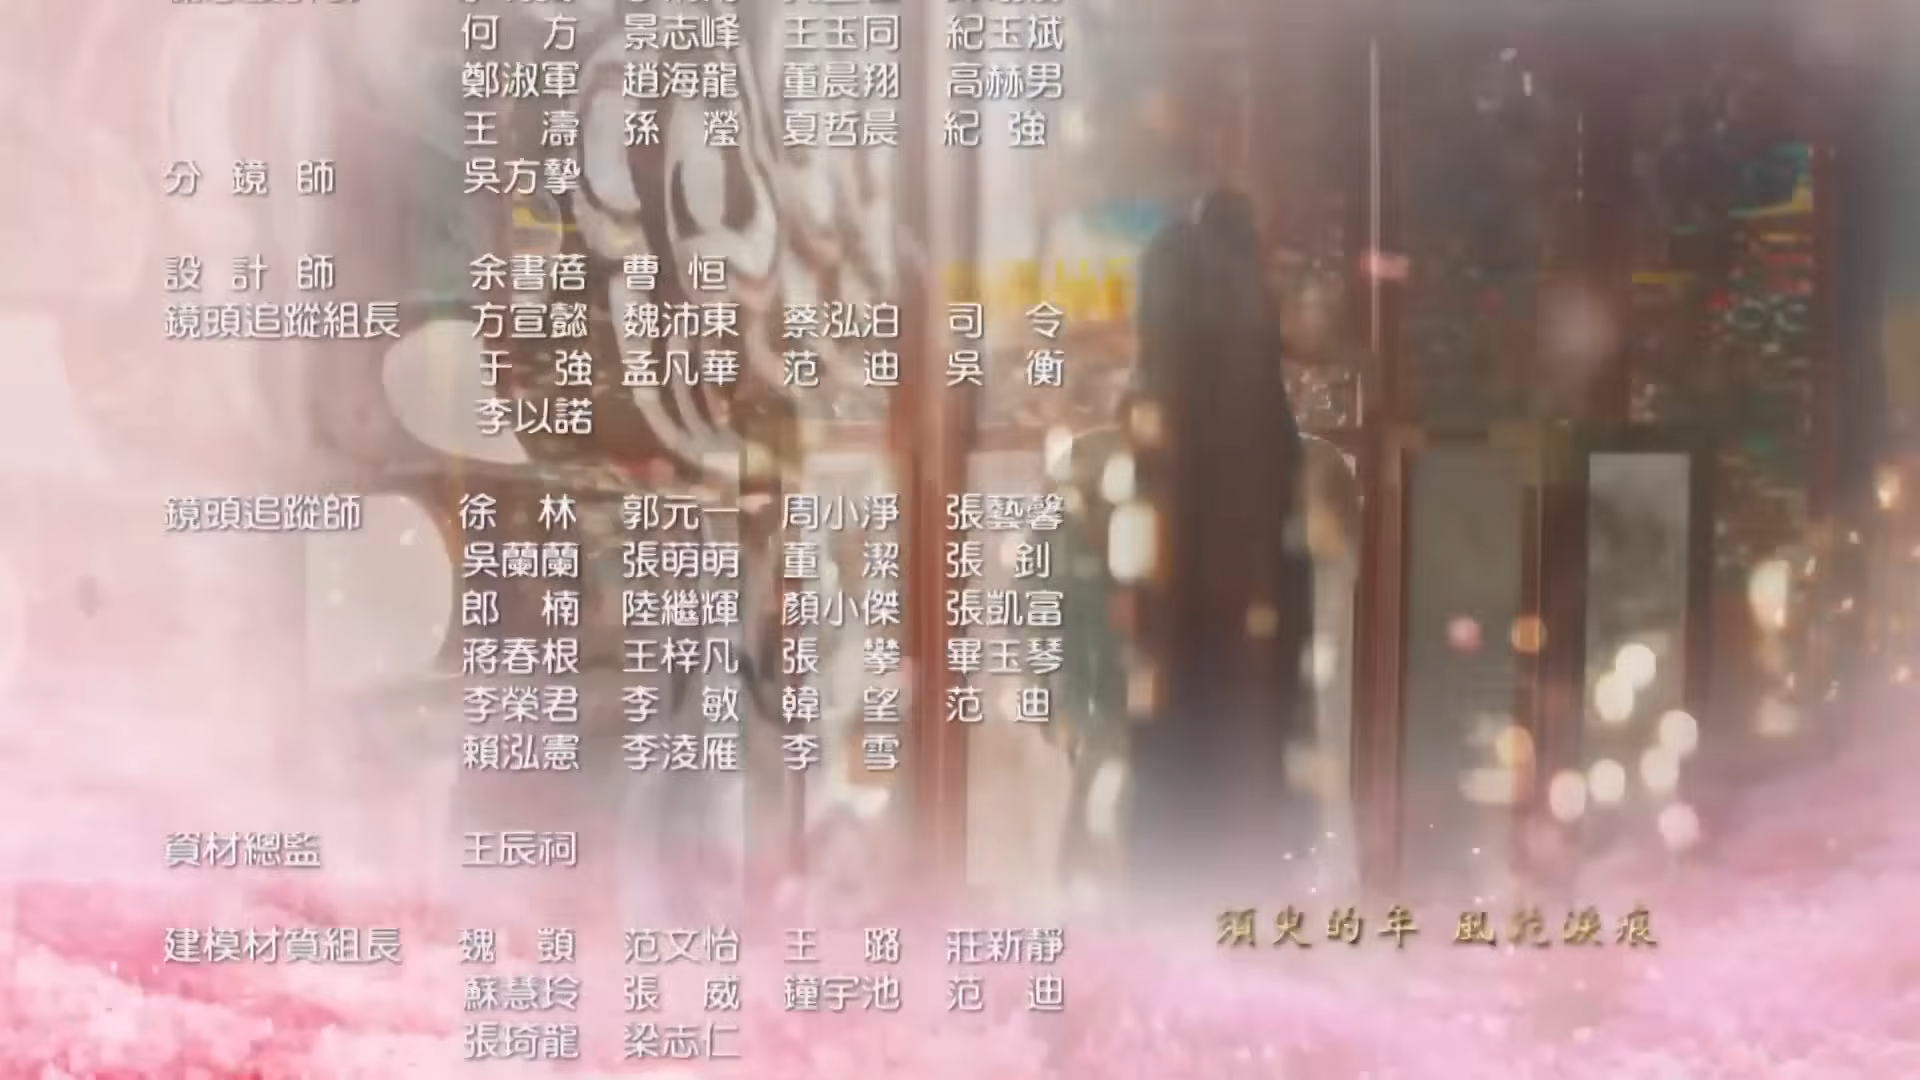 何　方　景志峰　王玉同　紀玉斌
鄭淑軍　趙海龍　董晨翔　高赫男
王　濤　孫　瀅　夏哲晨　紀　強
分 鏡 師　吳方摯
設 計 師　余書蓓　曹　恒
鏡頭追蹤組長　方宣懿　魏沛東　蔡泓泊　司　令
于　強　孟凡華　范　迪　吳　衡
李以諾
鏡頭追蹤師　徐　林　郭元一　周小淨　張藝馨
吳蘭蘭　張萌萌　董　潔　張　釗
郎　楠　陸繼輝　顏小傑　張凱富
蔣春根　王梓凡　張　攀　畢玉琴
李榮君　李　敏　韓　望　范　迪
賴泓憲　李淩雁　李　雪
資材總監　王辰祠
建模材質組長　魏　顗　范文怡　王　璐　莊新靜
蘇慧玲　張　威　鐘宇池　范　迪
張琦龍　梁志仁
須臾的年 風乾淚痕